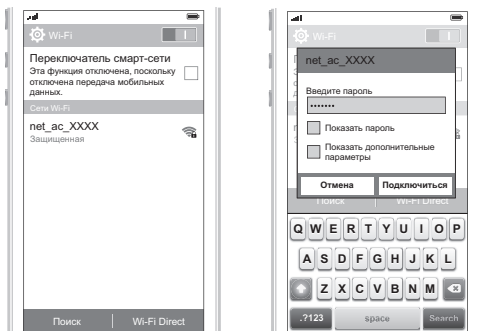 Wi-Fi
Переключатель смарт-сети
Эта функция отключена, поскольку
отключена передача мобильных
данных.
Сети Wi-Fi
net_ac_XXXX
Защищенная
Поиск
Wi-Fi Direct
Wi-Fi
net_ac_XXXX
Введите пароль
•••••••
Показать пароль
Показать дополнительные
параметры
Отмена
Подключиться
Поиск
Wi-Fi Direct
Q W E R T Y U I O P
A S D F G H J K L
Z X C V B N M
.?123
space
Search